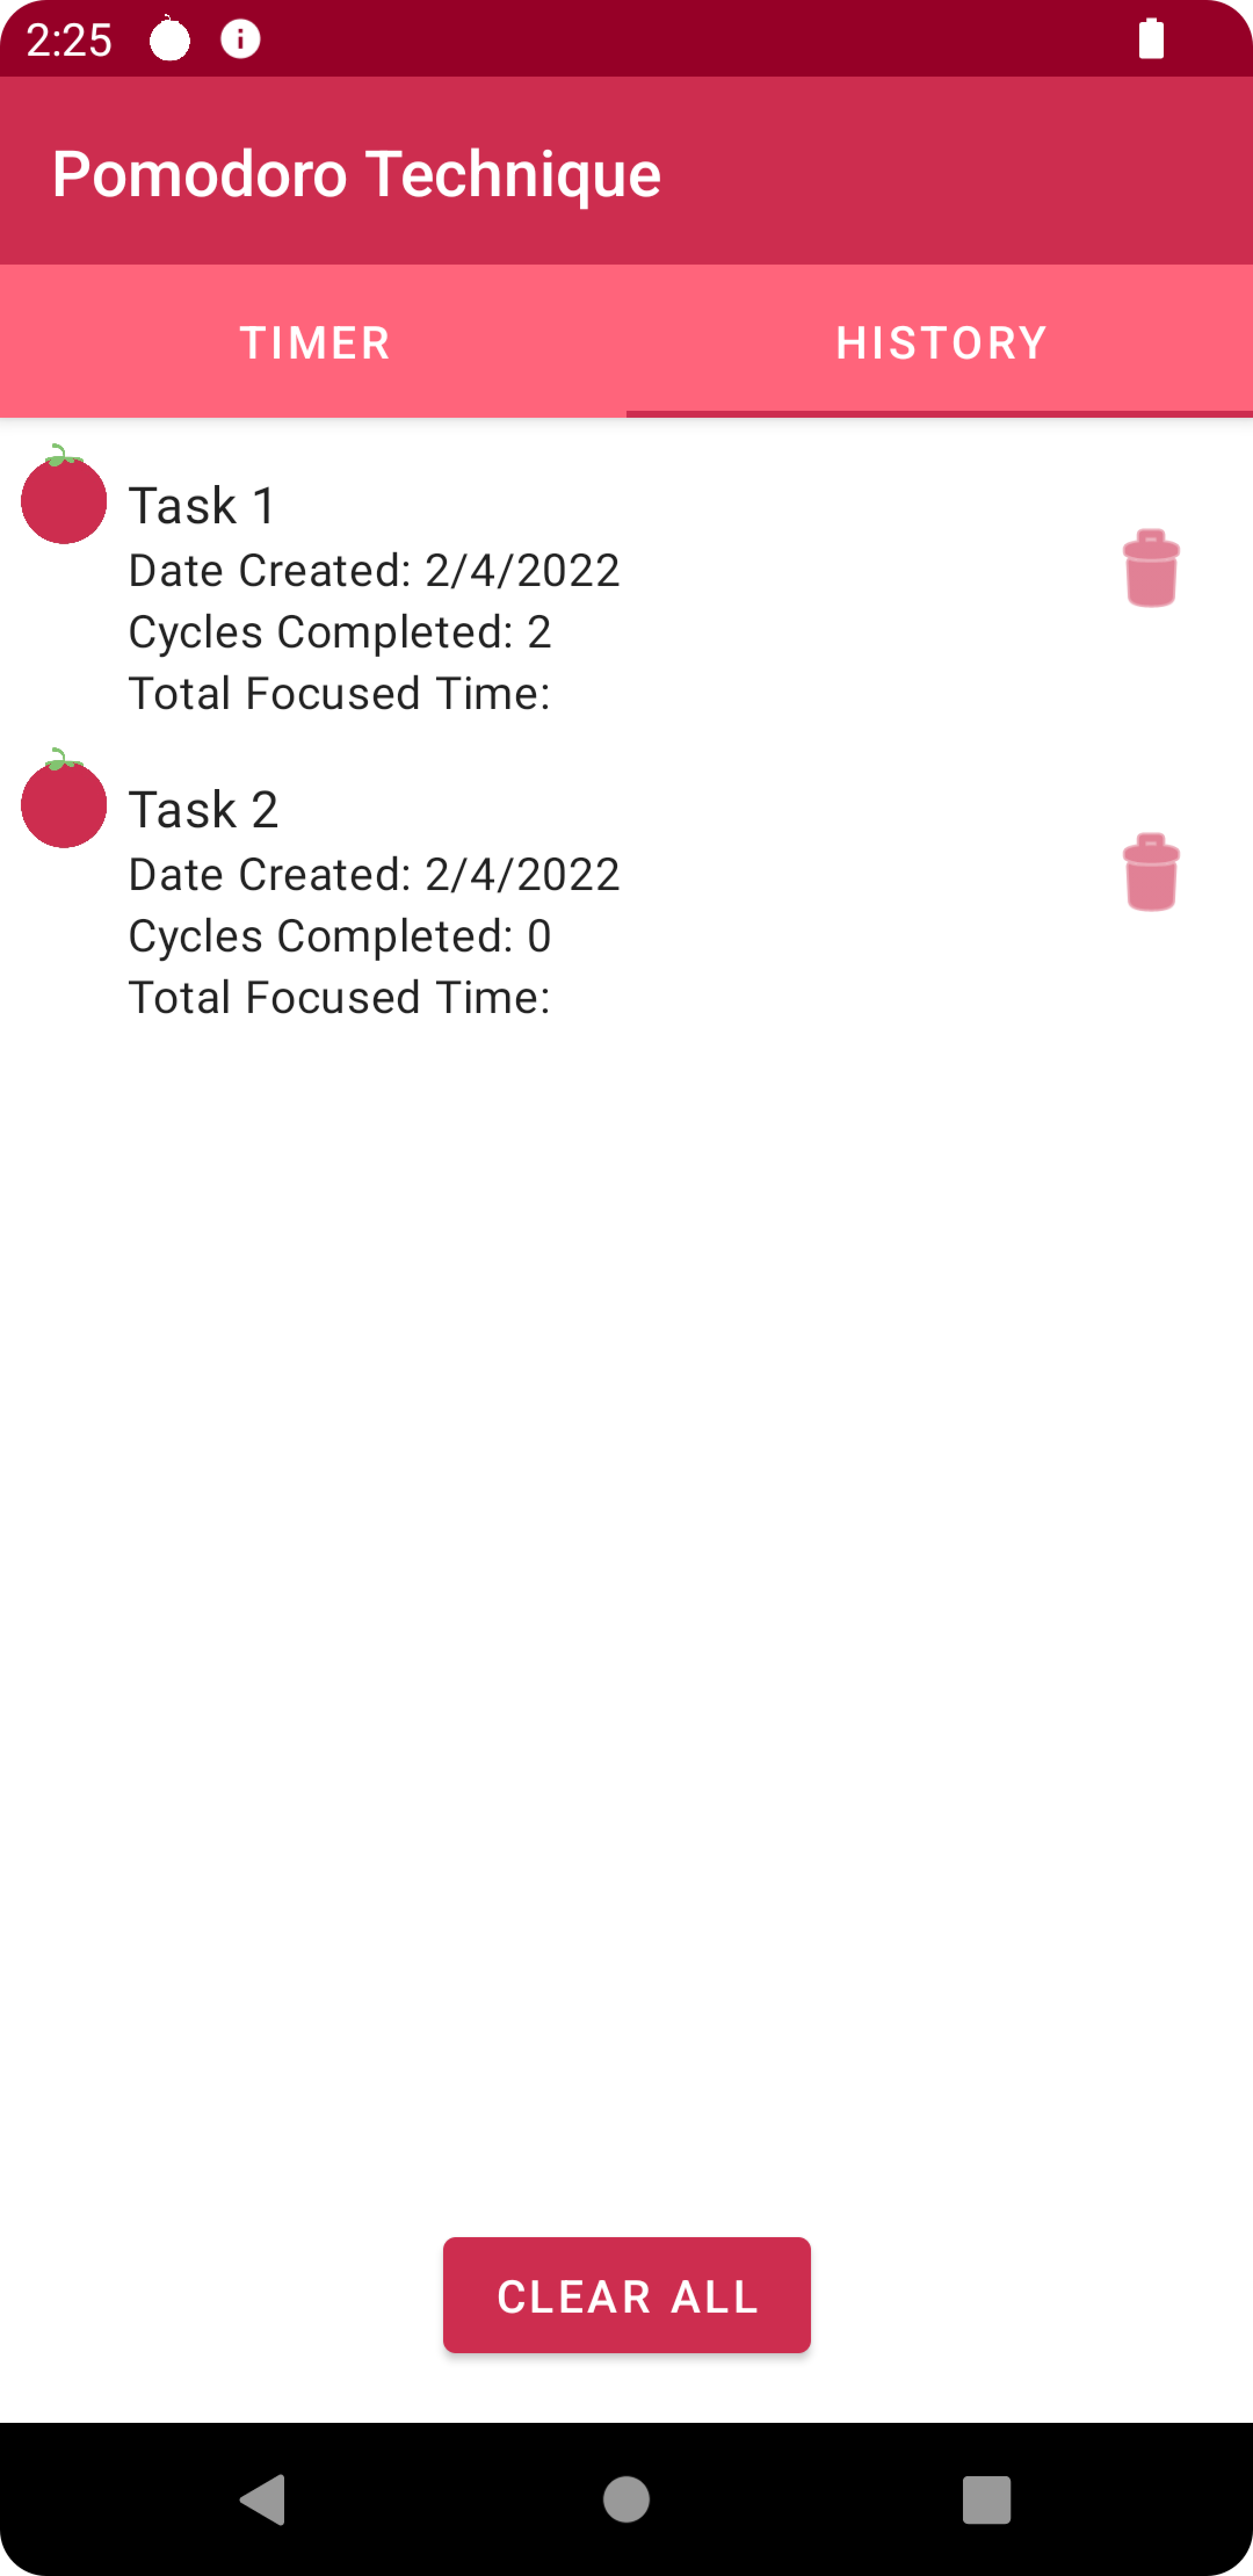 2:25
Pomodoro Technique
TIMER
HISTORY
Task 1
Date Created: 2/4/2022
Cycles Completed: 2
Total Focused Time:
Task 2
Date Created: 2/4/2022
Cycles Completed: 0
Total Focused Time:
CLEAR ALL